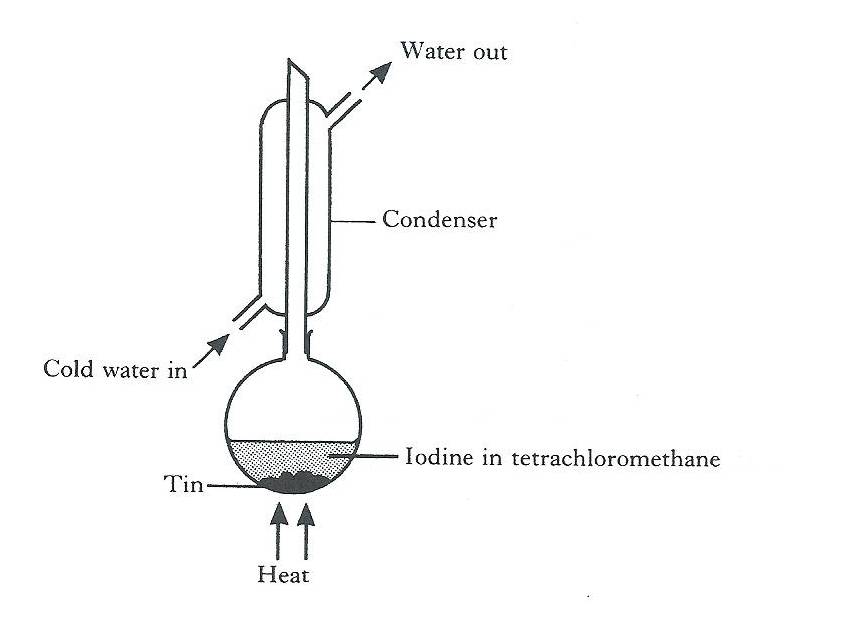 Water out
Condenser
Cold water in
Iodine in tetrachloromethane
Tin
Heat